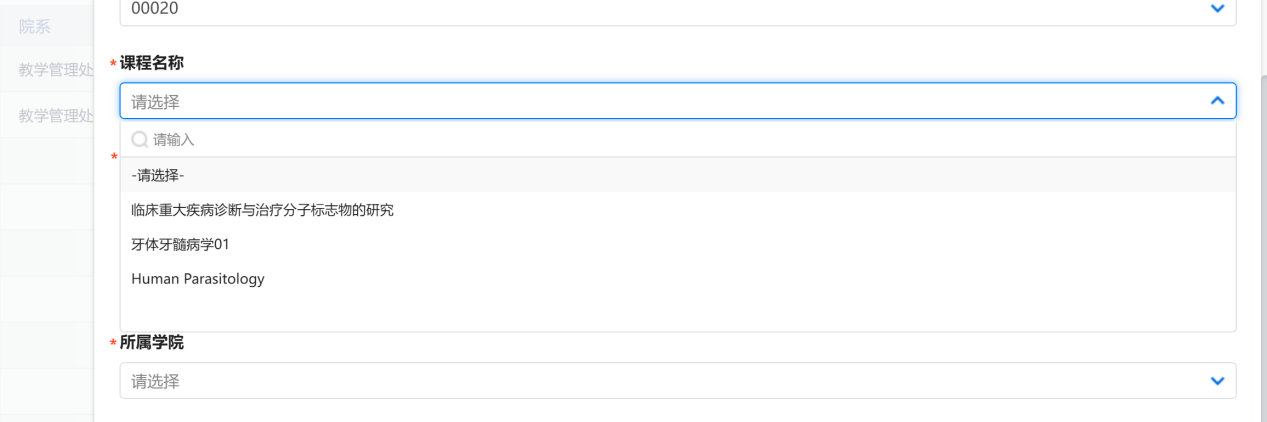 00020
院系
*课程名称
教学管理处
请选择
教学管理处
请输入
*
-请选择-
临床重大疾病诊断与治疗分子标志物的研究
牙体牙髓病学01
Human Parasitology
*所属学院
请选择